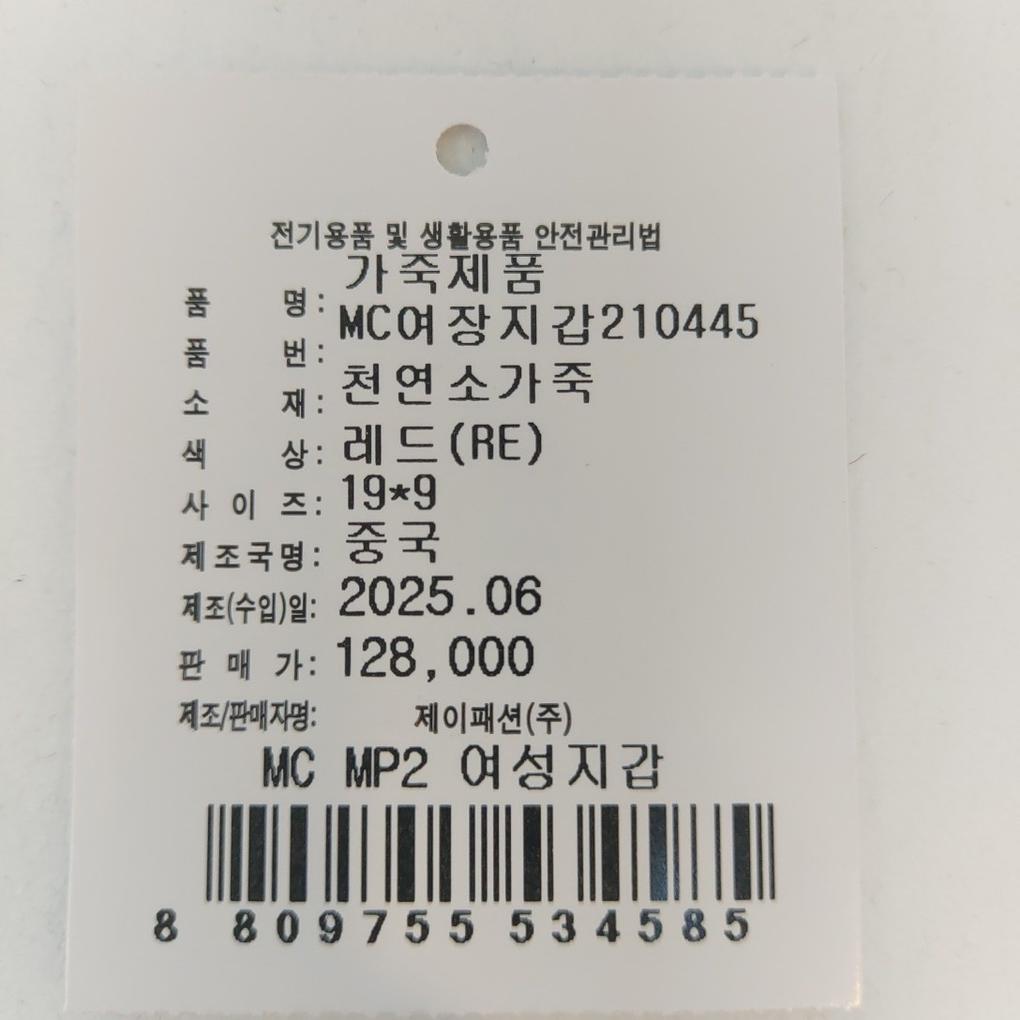 전기용품 및 생활용품 안전관리법
품 명: 가죽제품
품 번: MC여장지갑210445
소 재: 천연소가죽
색 상: 레드(RE)
사 이 즈: 19*9
제조국명: 중국
제조(수입)일: 2025.06
판 매 가: 128,000
제조/판매자명: 제이패션(주)
MC MP2 여성지갑
8 809755 534585